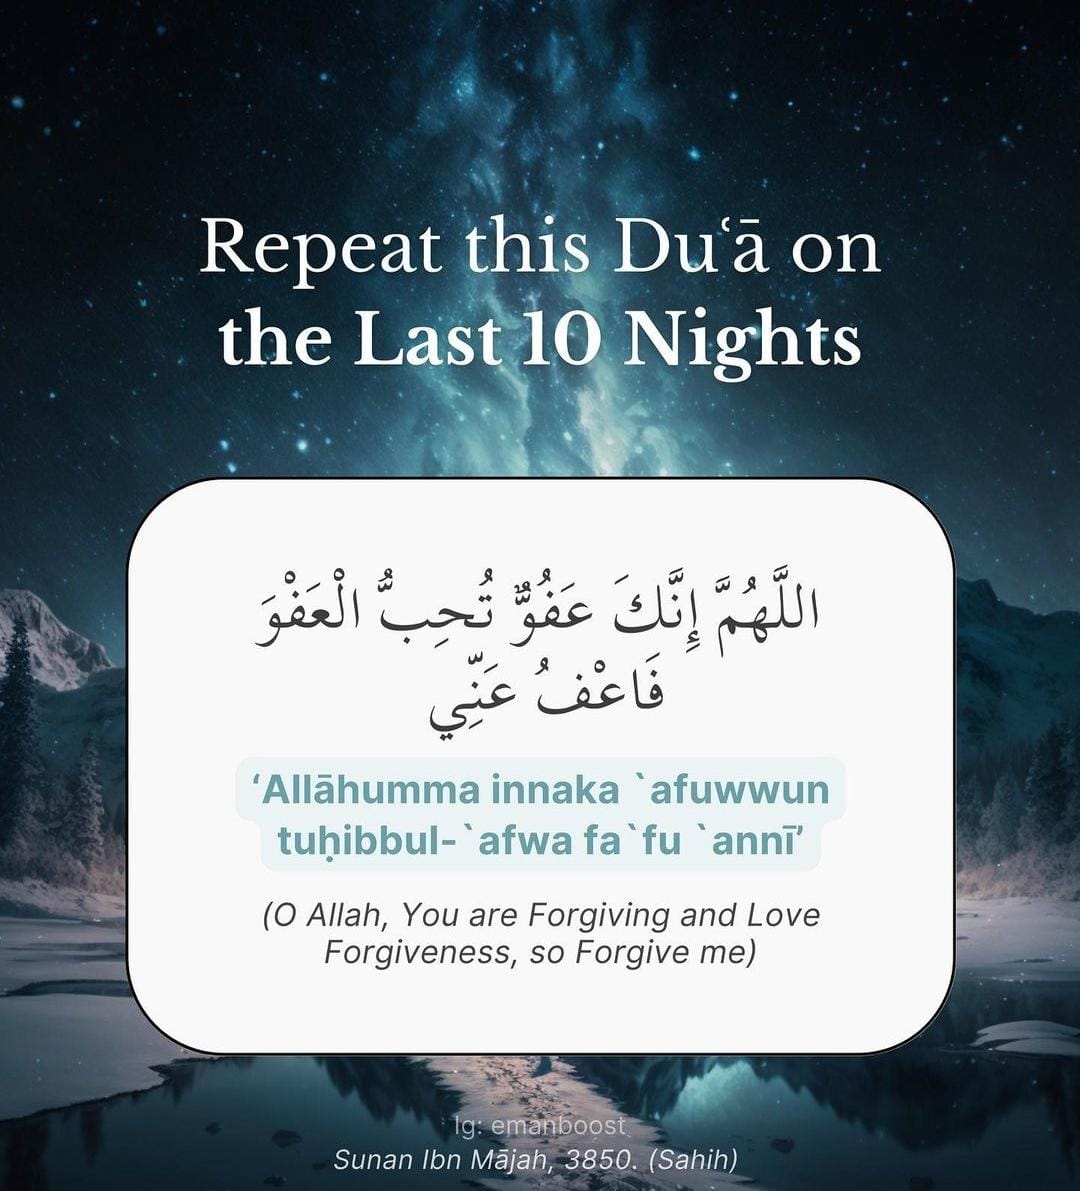 Repeat this Duʿā on
the Last 10 Nights
اللَّهُمَّ إِنَّكَ عَفُوٌّ تُحِبُّ الْعَفْوَ
فَاعْفُ عَنِّي
‘Allāhumma innaka `afuwwun
tuḥibbul-`afwa fa`fu `annī’
(O Allah, You are Forgiving and Love
Forgiveness, so Forgive me)
Ig: emanboost
Sunan Ibn Mājah, 3850. (Sahih)